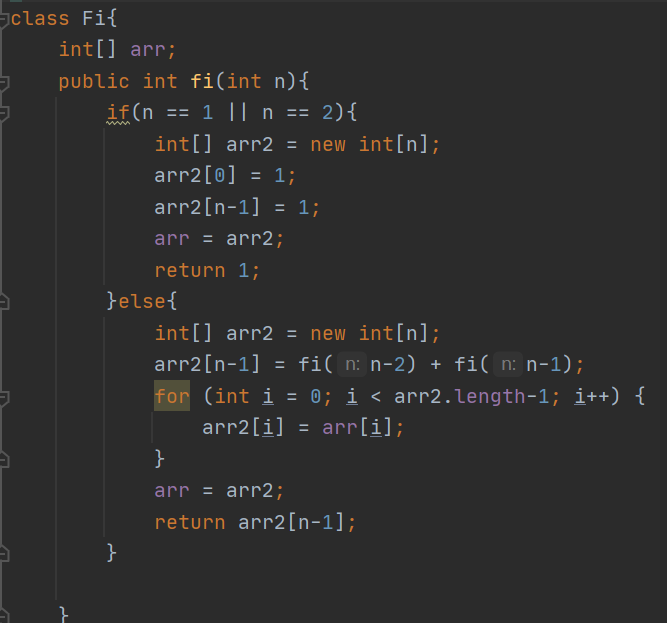 class Fi{
    int[] arr;
    public int fi(int n){
        if(n == 1 || n == 2){
            int[] arr2 = new int[n];
            arr2[0] = 1;
            arr2[n-1] = 1;
            arr = arr2;
            return 1;
        }else{
            int[] arr2 = new int[n];
            arr2[n-1] = fi( n: n-2) + fi( n: n-1);
            for (int i = 0; i < arr2.length-1; i++) {
                arr2[i] = arr[i];
            }
            arr = arr2;
            return arr2[n-1];
        }
    }